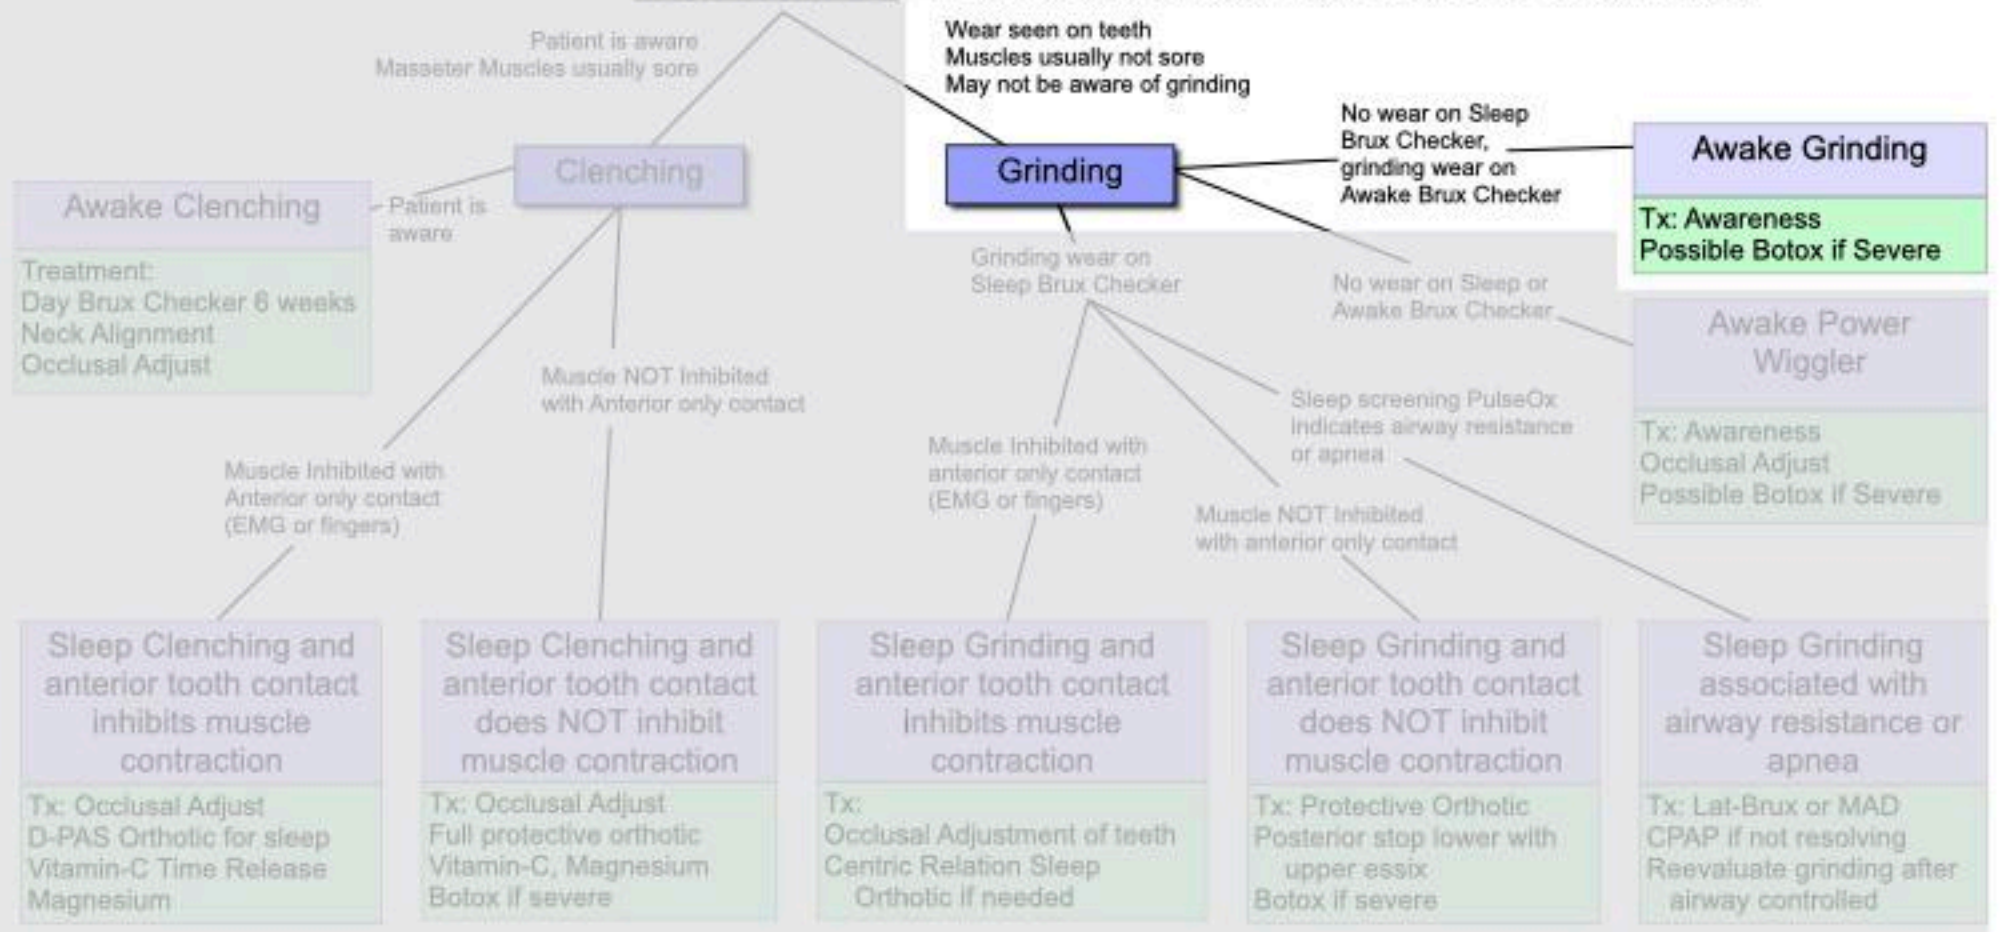 Patient is aware
Masseter Muscles usually sore
Wear seen on teeth
Muscles usually not sore
May not be aware of grinding
Clenching
Grinding
No wear on Sleep
Brux Checker,
grinding wear on
Awake Brux Checker
Awake Grinding
Tx: Awareness
Possible Botox if Severe
Awake Clenching
Patient is
aware
Treatment:
Day Brux Checker 6 weeks
Neck Alignment
Occlusal Adjust
Grinding wear on
Sleep Brux Checker
No wear on Sleep or
Awake Brux Checker
Awake Power
Wiggler
Tx: Awareness
Occlusal Adjust
Possible Botox if Severe
Muscle NOT Inhibited
with Anterior only contact
Muscle Inhibited with
Anterior only contact
(EMG or fingers)
Muscle Inhibited with
anterior only contact
(EMG or fingers)
Sleep screening PulseOx
indicates airway resistance
or apnea
Muscle NOT Inhibited
with anterior only contact
Sleep Clenching and
anterior tooth contact
inhibits muscle
contraction
Tx: Occlusal Adjust
D-PAS Orthotic for sleep
Vitamin-C Time Release
Magnesium
Sleep Clenching and
anterior tooth contact
does NOT inhibit
muscle contraction
Tx: Occlusal Adjust
Full protective orthotic
Vitamin-C, Magnesium
Botox if severe
Sleep Grinding and
anterior tooth contact
inhibits muscle
contraction
Tx:
Occlusal Adjustment of teeth
Centric Relation Sleep
Orthotic if needed
Sleep Grinding and
anterior tooth contact
does NOT inhibit
muscle contraction
Tx: Protective Orthotic
Posterior stop lower with
upper essix
Botox if severe
Sleep Grinding
associated with
airway resistance or
apnea
Tx: Lat-Brux or MAD
CPAP if not resolving
Reevaluate grinding after
airway controlled